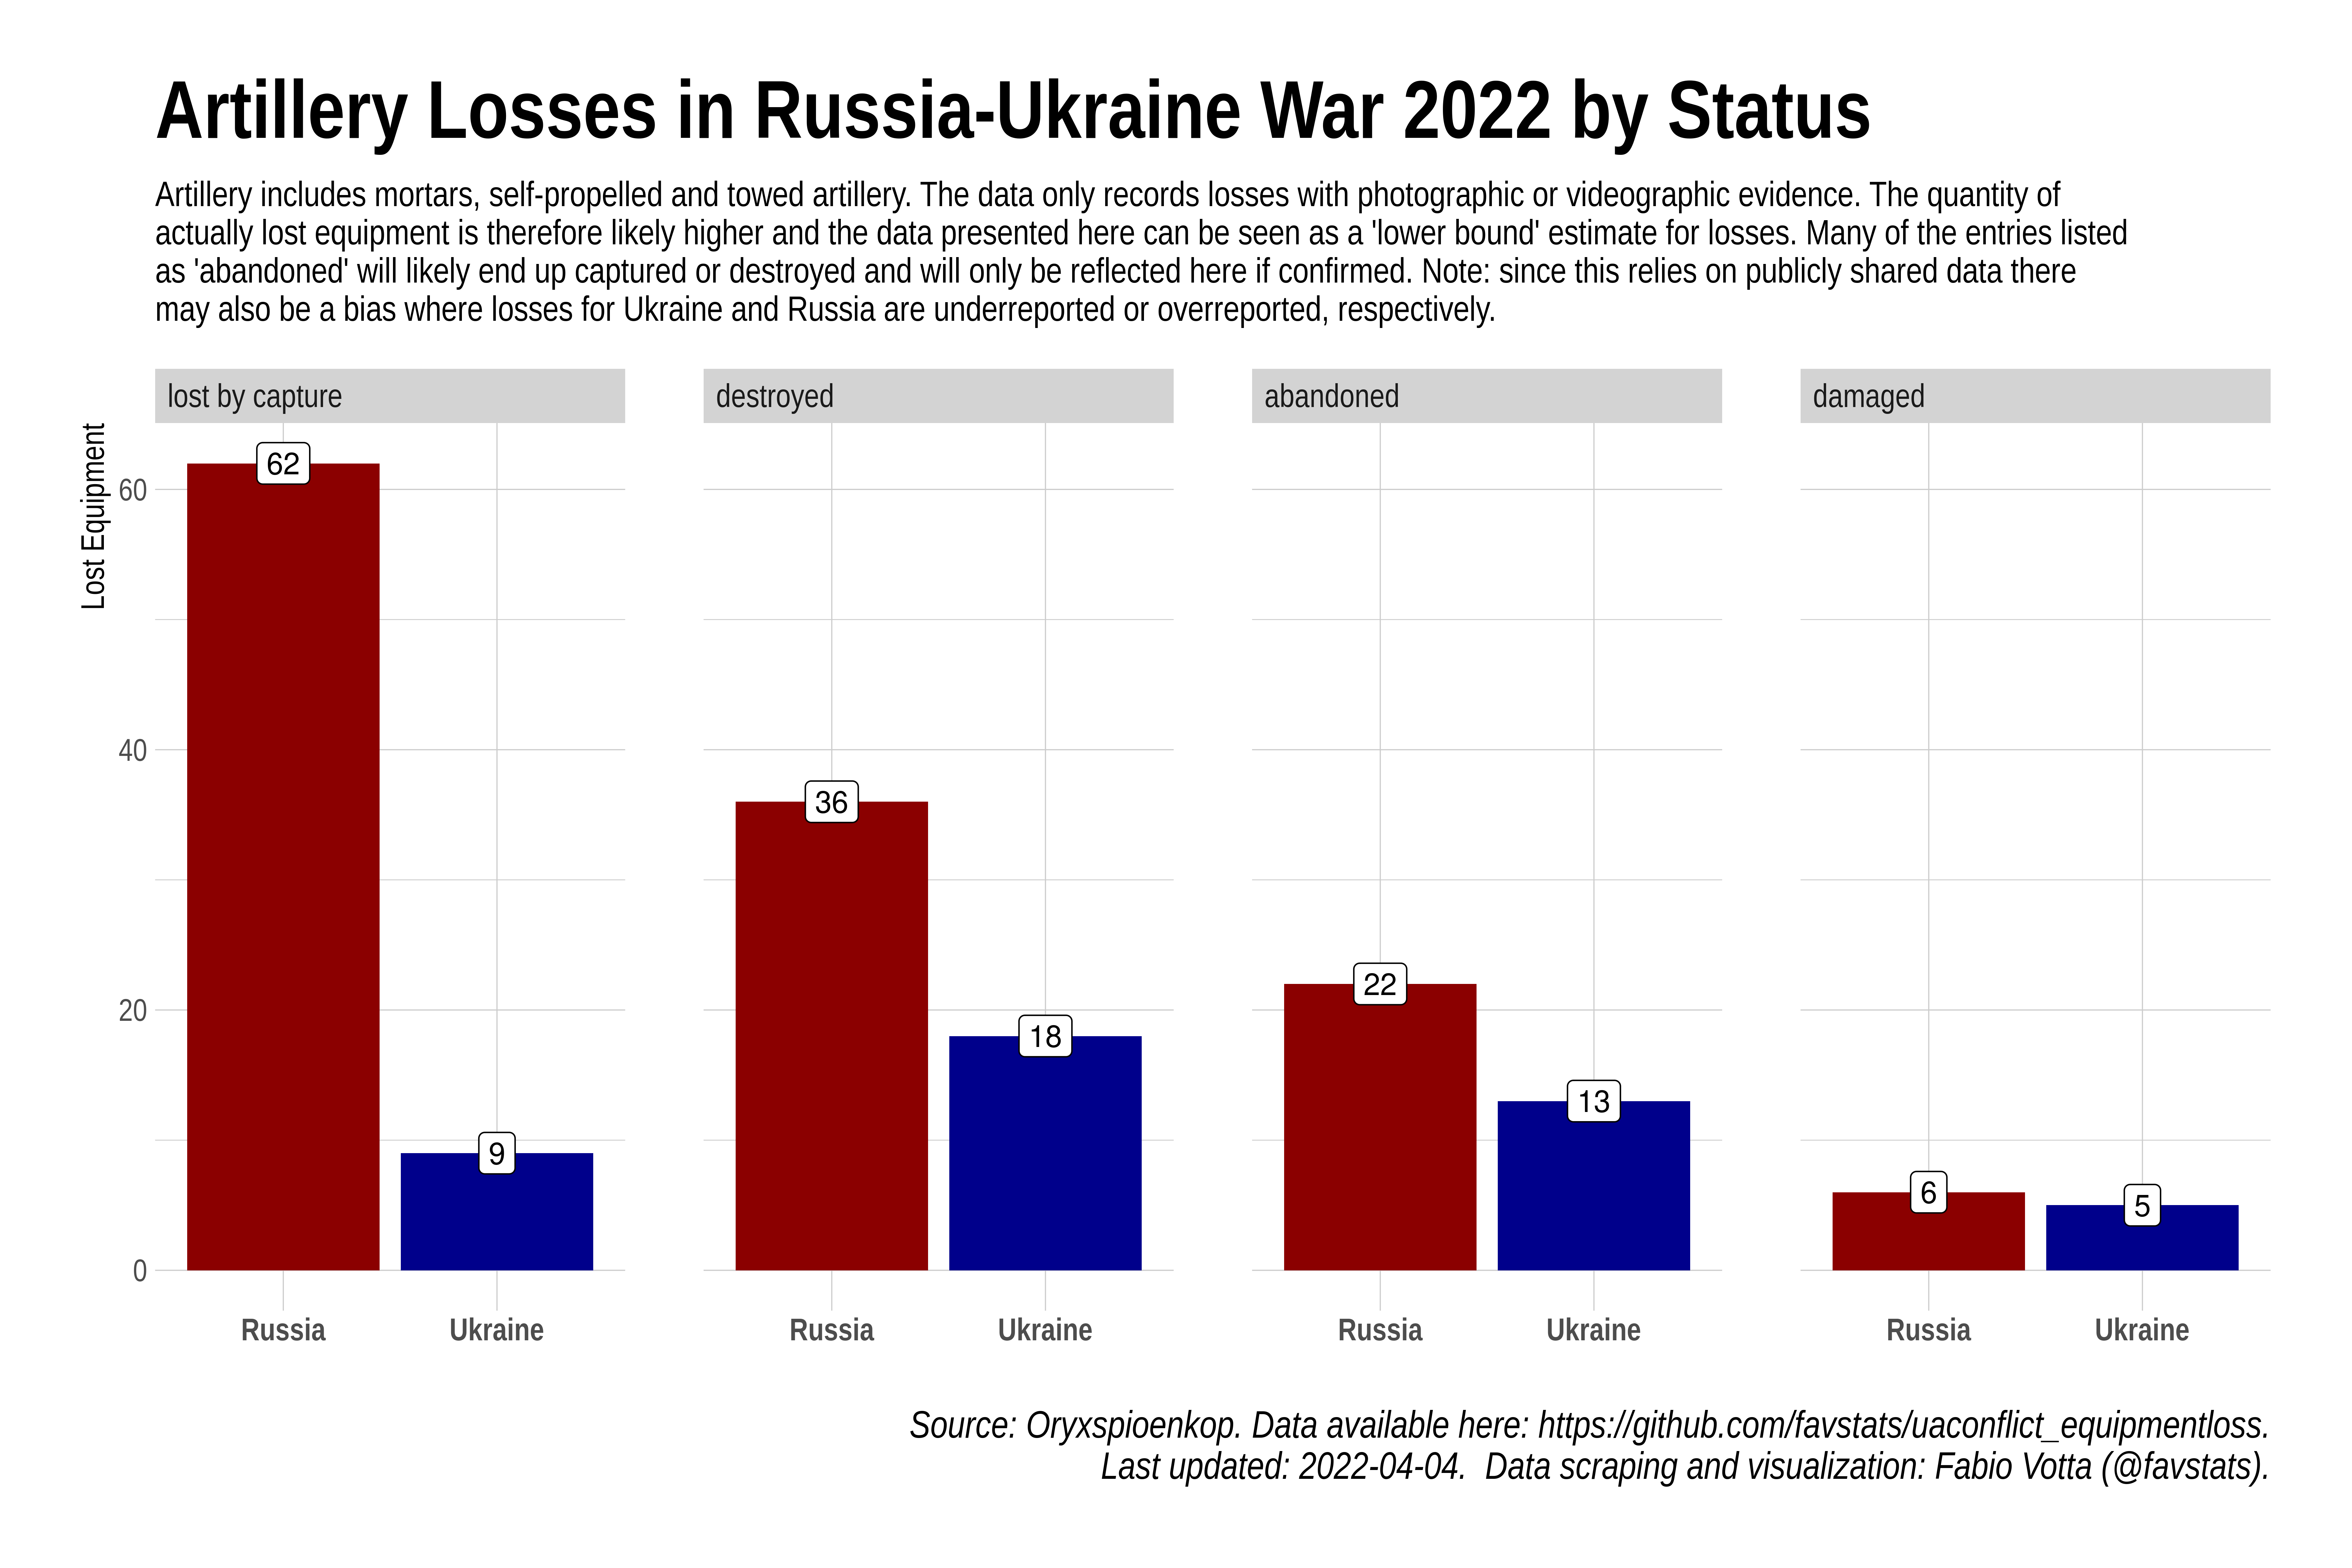 Artillery Losses in Russia-Ukraine War 2022 by Status
Artillery includes mortars, self-propelled and towed artillery. The data only records losses with photographic or videographic evidence. The quantity of
actually lost equipment is therefore likely higher and the data presented here can be seen as a 'lower bound' estimate for losses. Many of the entries listed
as 'abandoned' will likely end up captured or destroyed and will only be reflected here if confirmed. Note: since this relies on publicly shared data there
may also be a bias where losses for Ukraine and Russia are underreported or overreported, respectively.
lost by capture
destroyed
abandoned
damaged
Lost Equipment
60
40
20
0
62
9
36
18
22
13
6
5
Russia
Ukraine
Russia
Ukraine
Russia
Ukraine
Russia
Ukraine
Source: Oryxspioenkop. Data available here: https://github.com/favstats/uaconflict_equipmentloss.
Last updated: 2022-04-04.  Data scraping and visualization: Fabio Votta (@favstats).